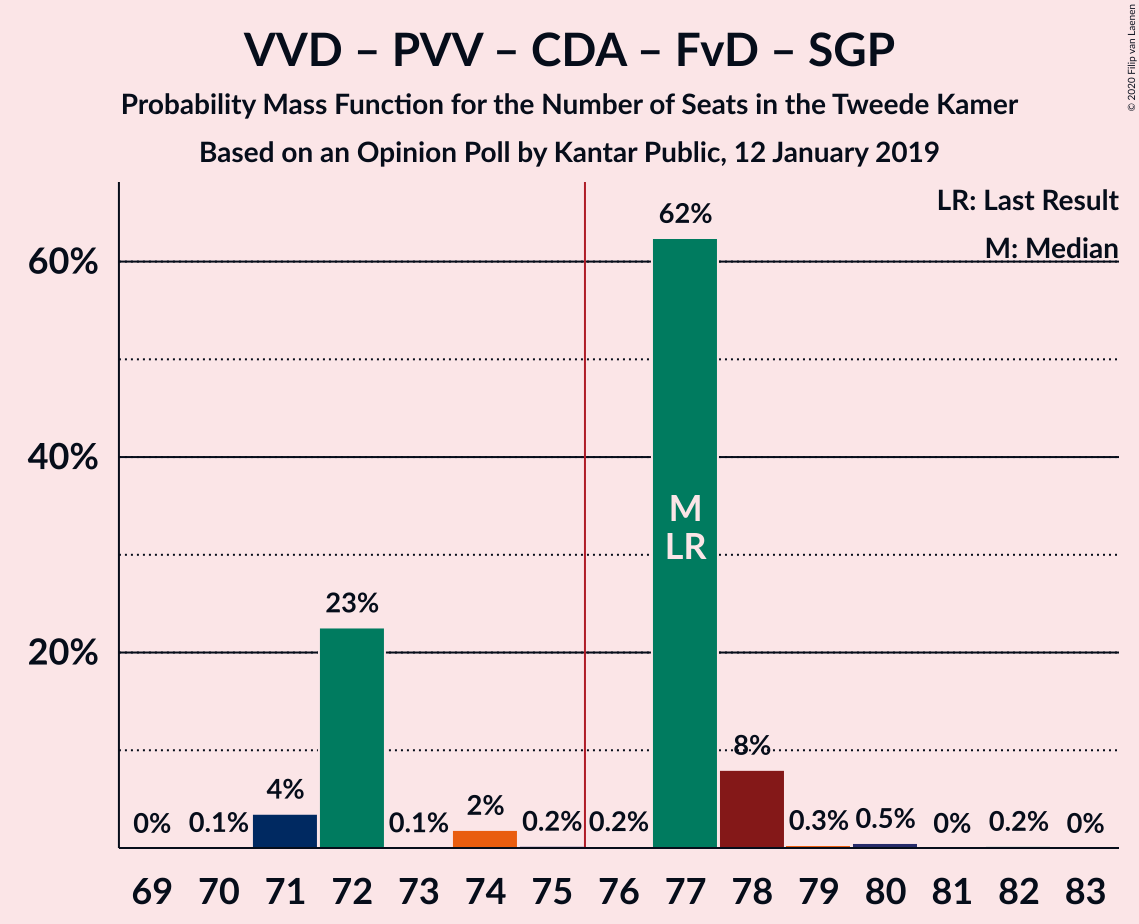 VVD – PVV – CDA – FvD – SGP
Probability Mass Function for the Number of Seats in the Tweede Kamer
Based on an Opinion Poll by Kantar Public, 12 January 2019
© 2020 Filip van Laenen
LR: Last Result
M: Median
60%
40%
20%
0%
0.1%
4%
23%
0.1%
2%
0.2%
0.2%
62%
M
LR
8%
0.3%
0.5%
0%
0.2%
0%
69 70 71 72 73 74 75 76 77 78 79 80 81 82 83